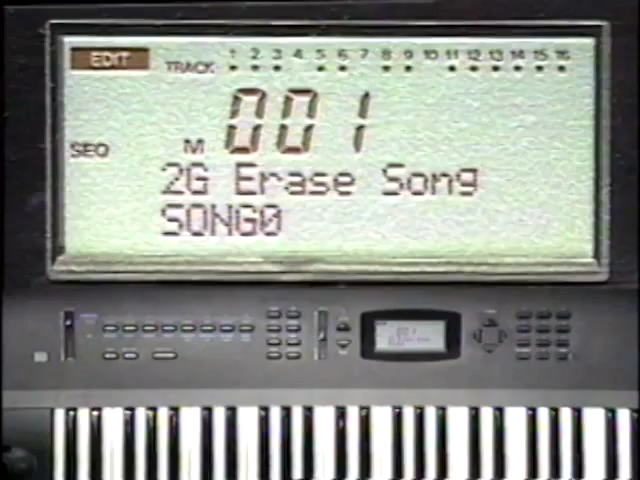 EDIT
TRACK 1 2 3 4 5 6 7 8 9 10 11 12 13 14 15 16
SEQ M 001
2G Erase Song
SONG0